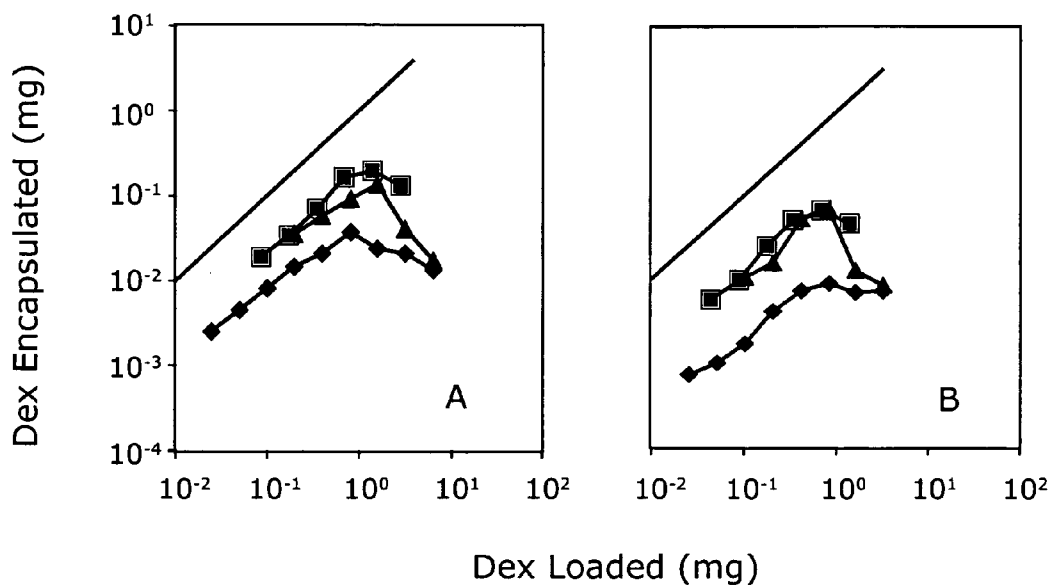 Dex Encapsulated (mg)
10¹
10⁰
10⁻¹
10⁻²
10⁻³
10⁻⁴
A
B
10⁻² 10⁻¹ 10⁰ 10¹ 10² 10⁻² 10⁻¹ 10⁰ 10¹ 10²
Dex Loaded (mg)